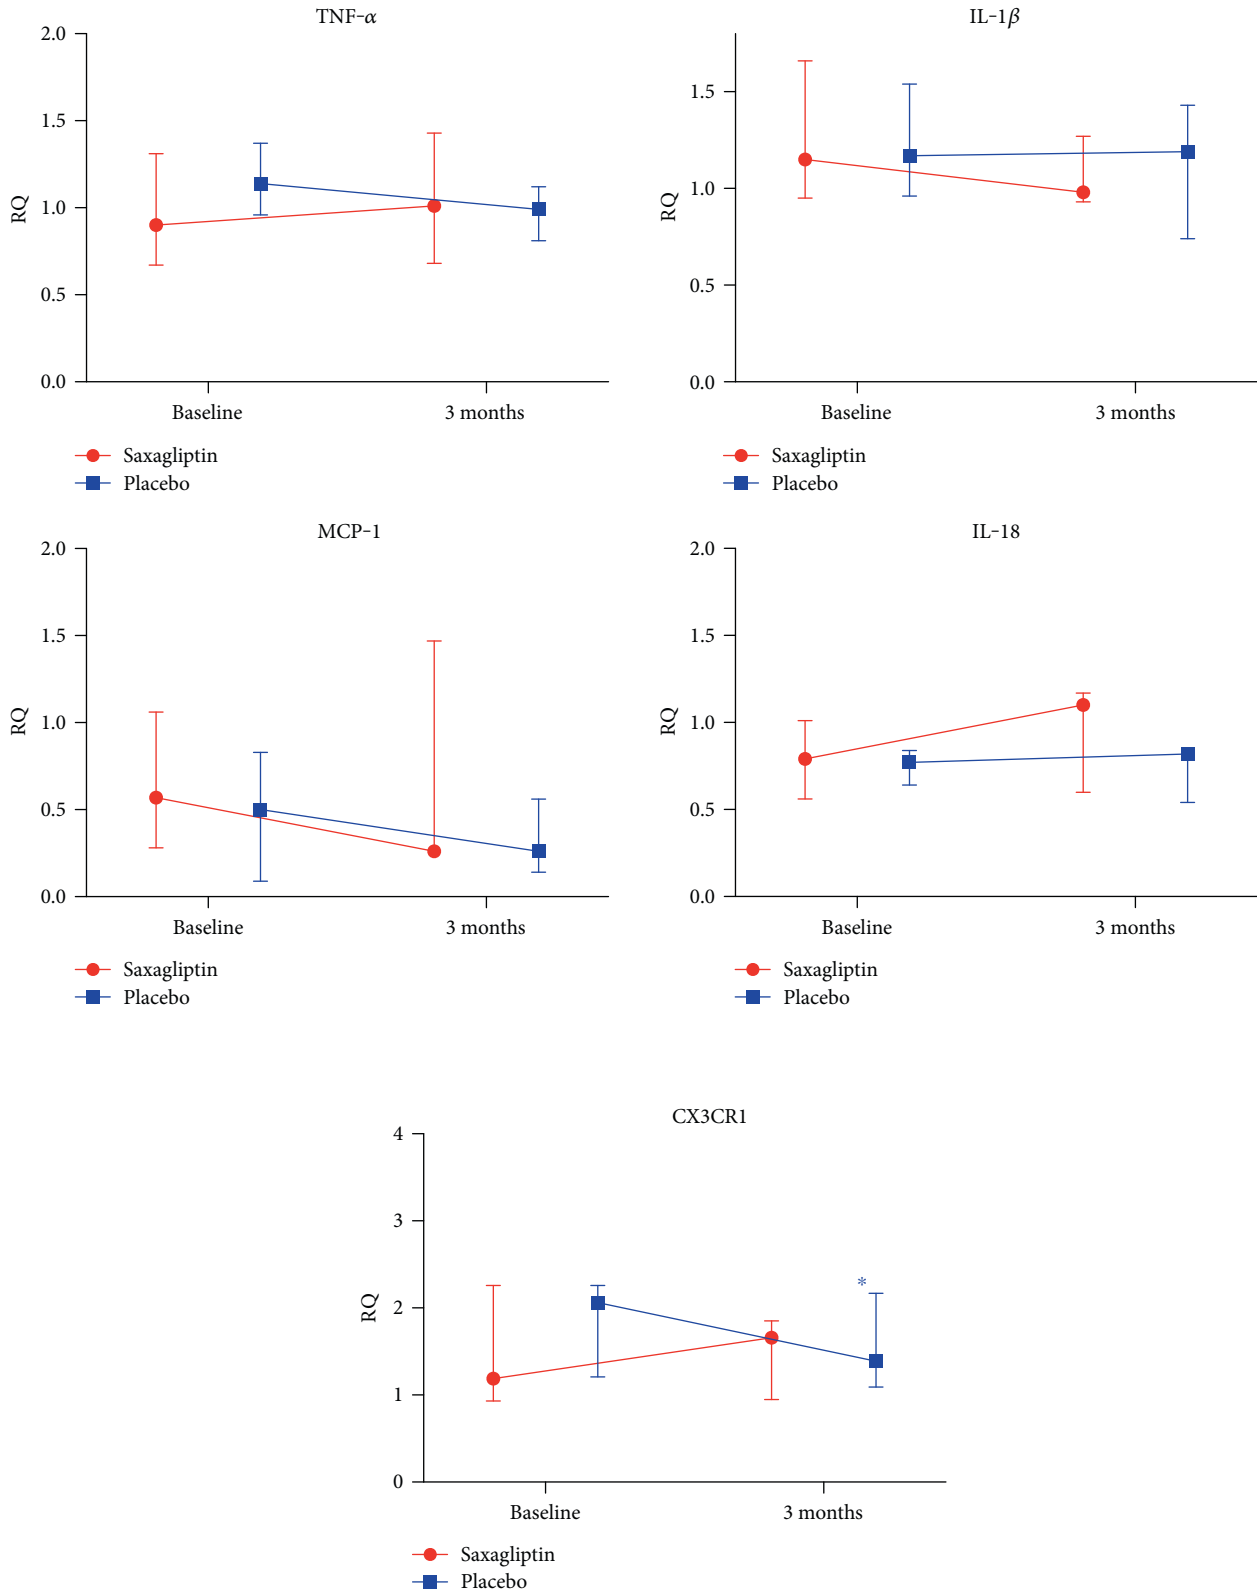 TNF-α
2.0
1.5
1.0
0.5
0.0
RQ
Baseline 3 months
Saxagliptin
Placebo
IL-1β
1.5
1.0
0.5
0.0
RQ
Baseline 3 months
Saxagliptin
Placebo
MCP-1
2.0
1.5
1.0
0.5
0.0
RQ
Baseline 3 months
Saxagliptin
Placebo
IL-18
2.0
1.5
1.0
0.5
0.0
RQ
Baseline 3 months
Saxagliptin
Placebo
CX3CR1
4
3
2
1
0
RQ
*
Baseline 3 months
Saxagliptin
Placebo